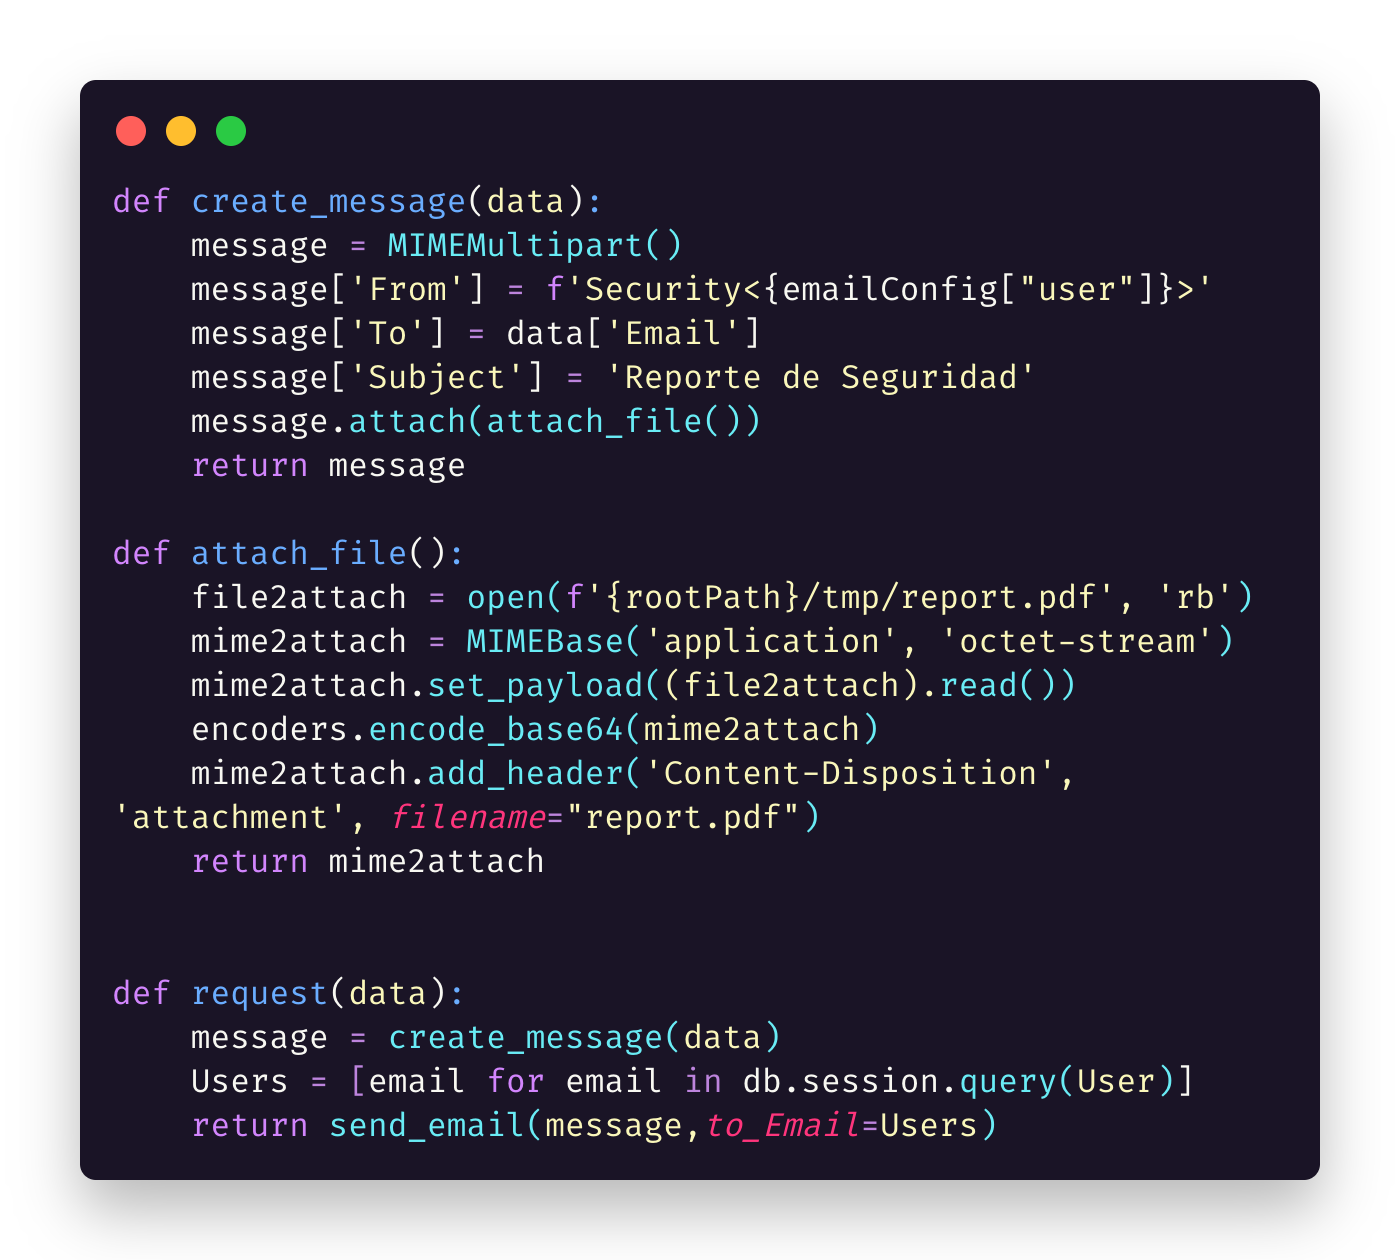 def create_message(data):
    message = MIMEMultipart()
    message['From'] = f'Security<{emailConfig["user"]}>'
    message['To'] = data['Email']
    message['Subject'] = 'Reporte de Seguridad'
    message.attach(attach_file())
    return message

def attach_file():
    file2attach = open(f'{rootPath}/tmp/report.pdf', 'rb')
    mime2attach = MIMEBase('application', 'octet-stream')
    mime2attach.set_payload((file2attach).read())
    encoders.encode_base64(mime2attach)
    mime2attach.add_header('Content-Disposition',
'attachment', filename="report.pdf")
    return mime2attach


def request(data):
    message = create_message(data)
    Users = [email for email in db.session.query(User)]
    return send_email(message,to_Email=Users)